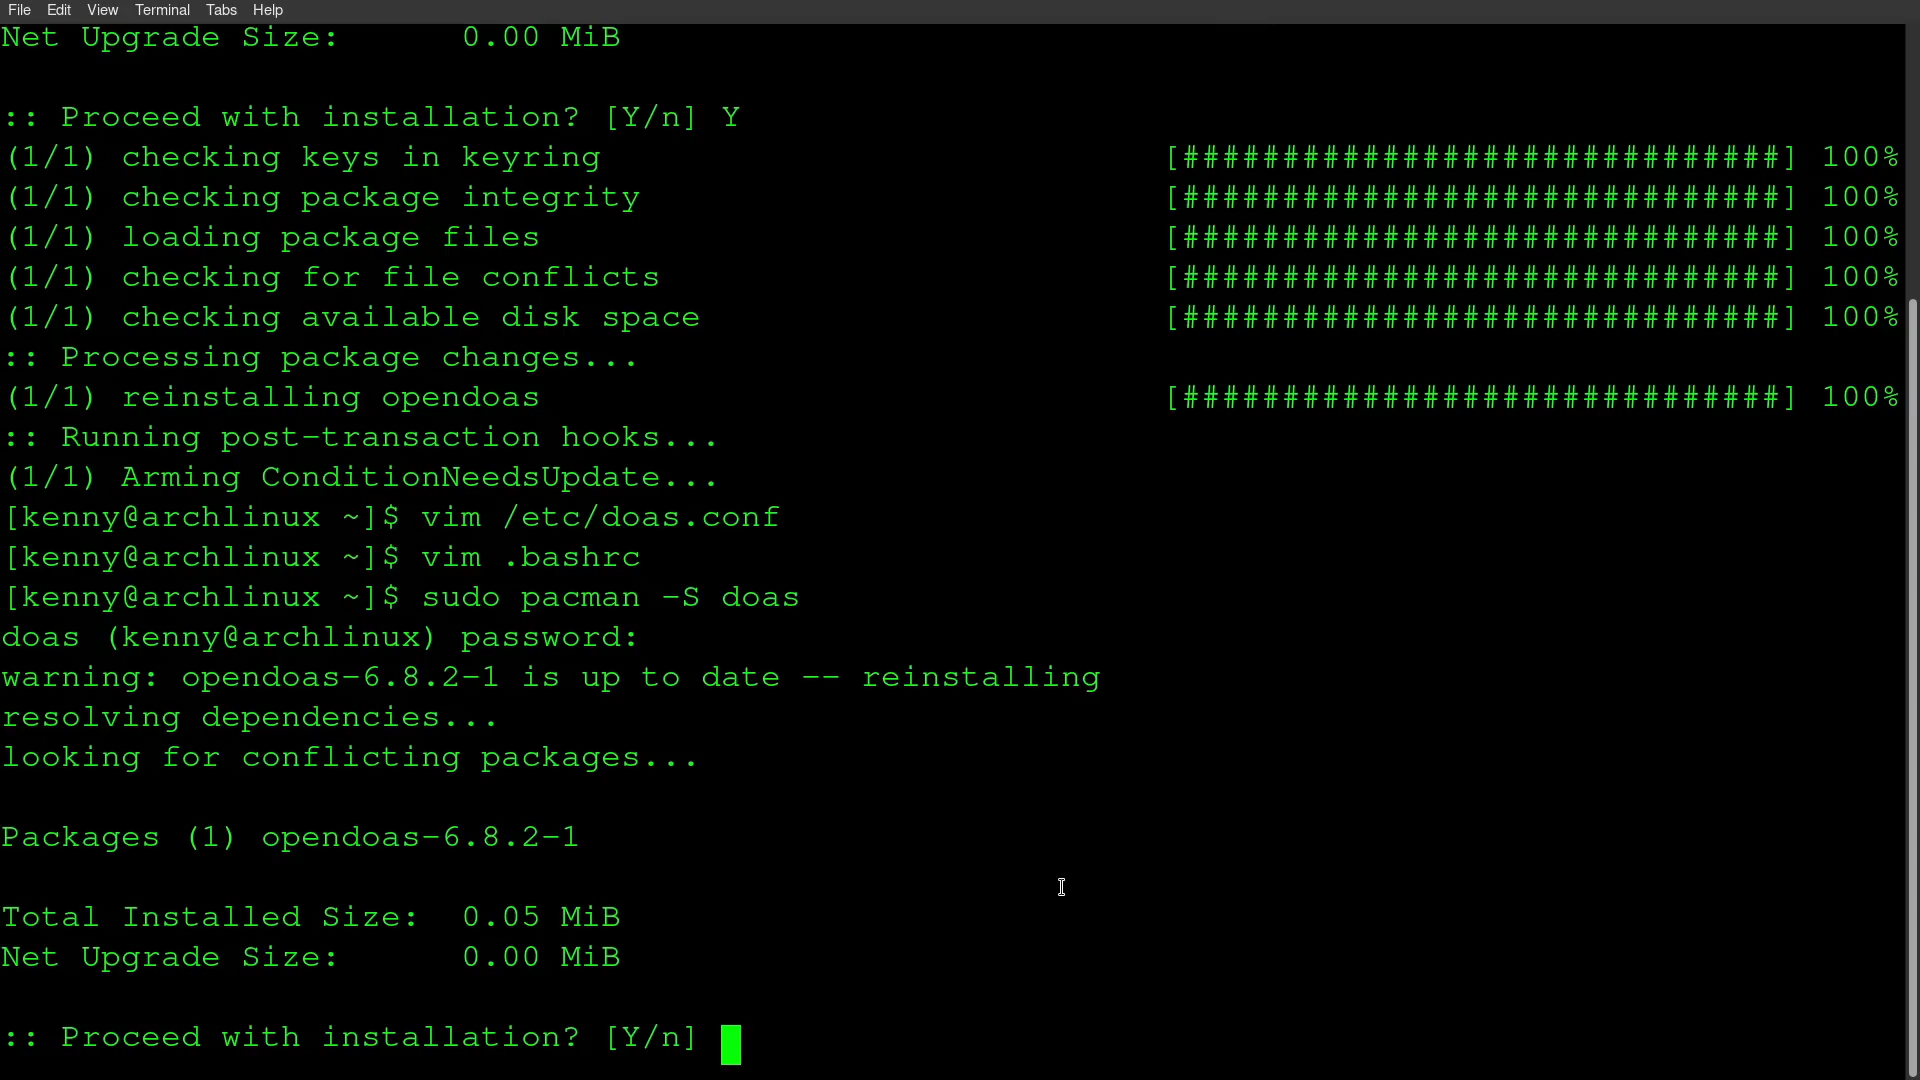 File Edit View Terminal Tabs Help
Net Upgrade Size:      0.00 MiB
:: Proceed with installation? [Y/n] Y
(1/1) checking keys in keyring [##############################] 100%
(1/1) checking package integrity [##############################] 100%
(1/1) loading package files [##############################] 100%
(1/1) checking for file conflicts [##############################] 100%
(1/1) checking available disk space [##############################] 100%
:: Processing package changes...
(1/1) reinstalling opendoas [##############################] 100%
:: Running post-transaction hooks...
(1/1) Arming ConditionNeedsUpdate...
[kenny@archlinux ~]$ vim /etc/doas.conf
[kenny@archlinux ~]$ vim .bashrc
[kenny@archlinux ~]$ sudo pacman -S doas
doas (kenny@archlinux) password:
warning: opendoas-6.8.2-1 is up to date -- reinstalling
resolving dependencies...
looking for conflicting packages...
Packages (1) opendoas-6.8.2-1
Total Installed Size:  0.05 MiB
Net Upgrade Size:      0.00 MiB
:: Proceed with installation? [Y/n]